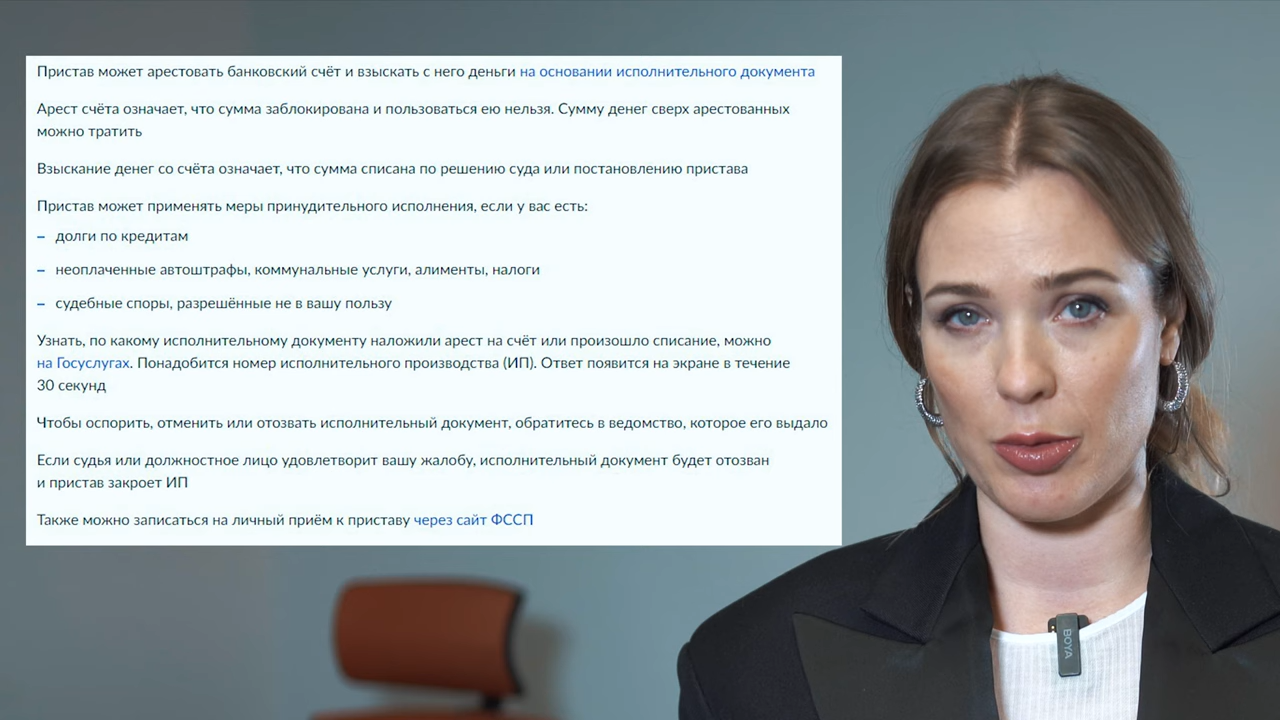 Пристав может арестовать банковский счёт и взыскать с него деньги на основании исполнительного документа
Арест счёта означает, что сумма заблокирована и пользоваться ею нельзя. Сумму денег сверх арестованных
можно тратить
Взыскание денег со счёта означает, что сумма списана по решению суда или постановлению пристава
Пристав может применять меры принудительного исполнения, если у вас есть:
– долги по кредитам
– неоплаченные автоштрафы, коммунальные услуги, алименты, налоги
– судебные споры, разрешённые не в вашу пользу
Узнать, по какому исполнительному документу наложили арест на счёт или произошло списание, можно
на Госуслугах. Понадобится номер исполнительного производства (ИП). Ответ появится на экране в течение
30 секунд
Чтобы оспорить, отменить или отозвать исполнительный документ, обратитесь в ведомство, которое его выдало
Если судья или должностное лицо удовлетворит вашу жалобу, исполнительный документ будет отозван
и пристав закроет ИП
Также можно записаться на личный приём к приставу через сайт ФССП
BOYA